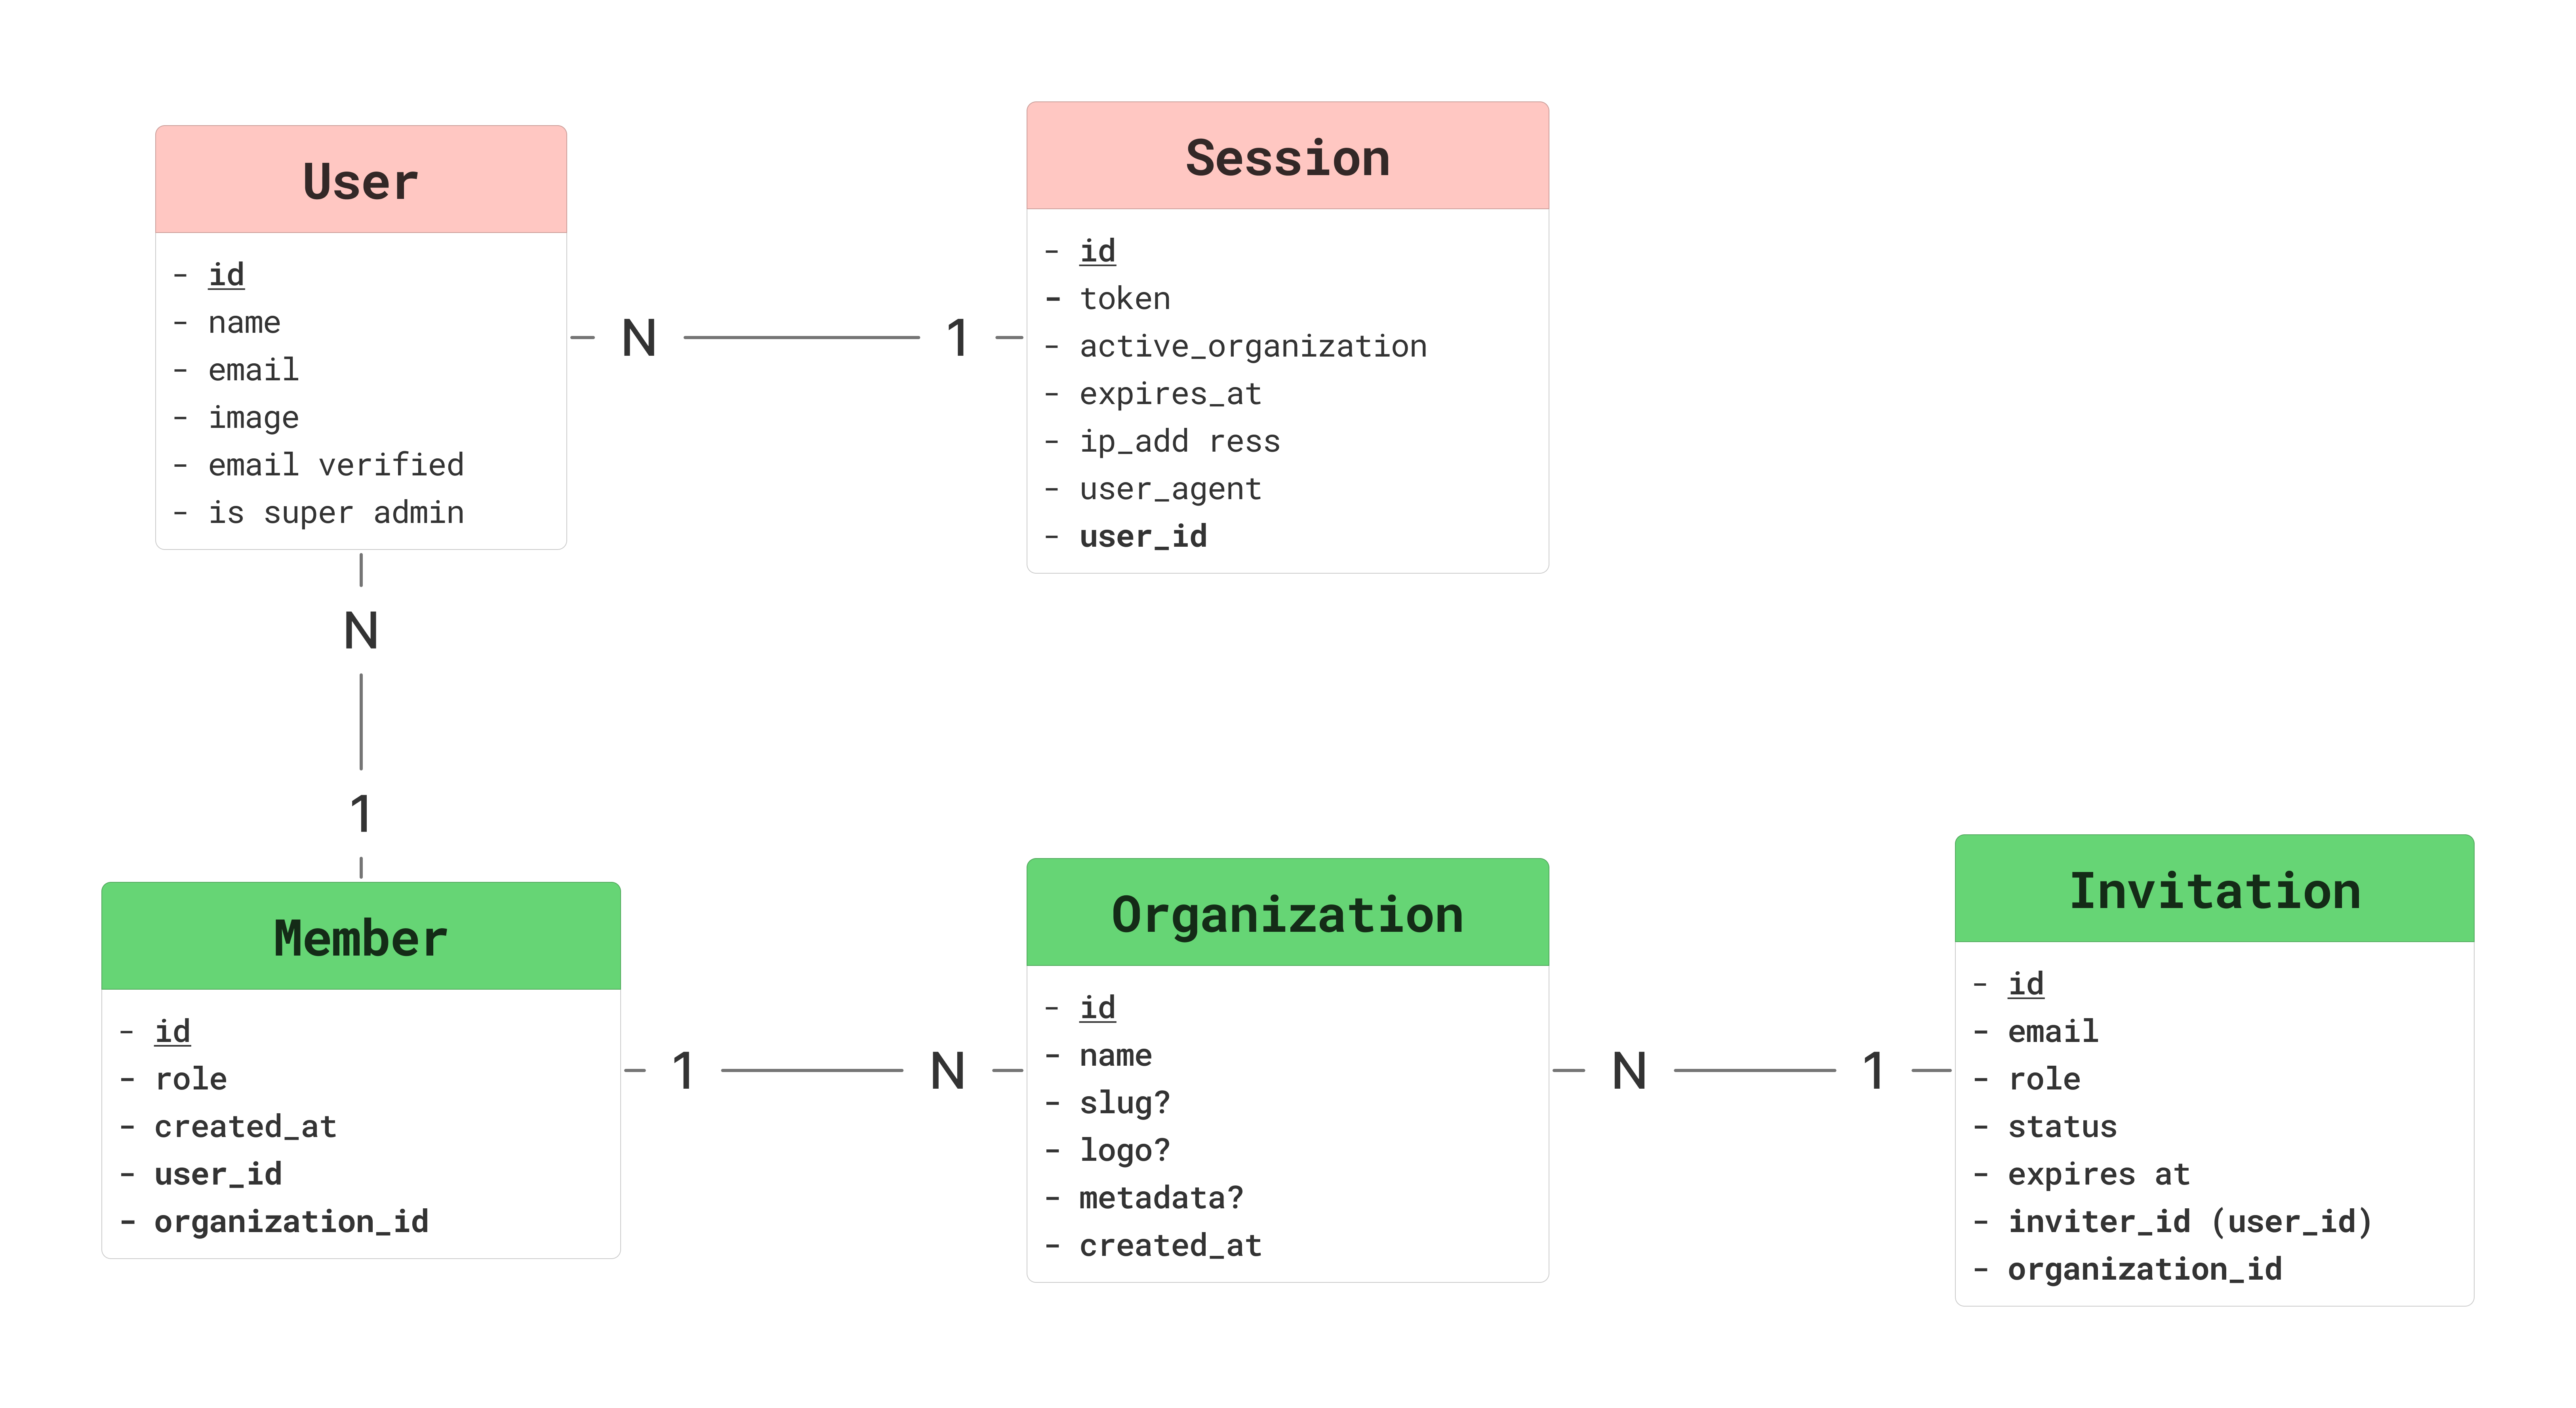 User
- id
- name
- email
- image
- email verified
- is super admin
N
1
Session
- id
- token
- active_organization
- expires_at
- ip_add ress
- user_agent
- user_id
N
1
Member
- id
- role
- created_at
- user_id
- organization_id
1
N
Organization
- id
- name
- slug?
- logo?
- metadata?
- created_at
N
1
Invitation
- id
- email
- role
- status
- expires at
- inviter_id (user_id)
- organization_id